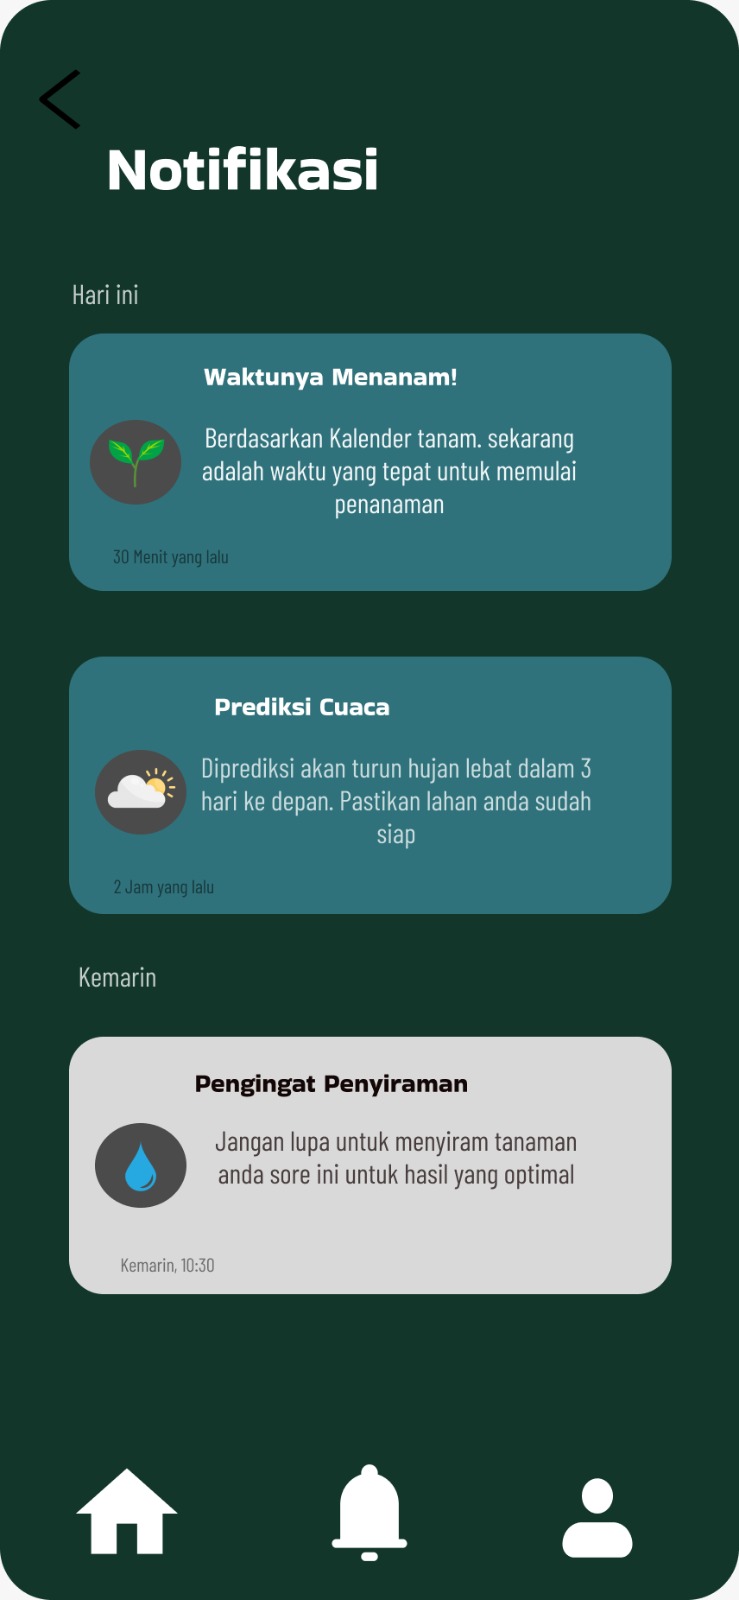 Notifikasi
Hari ini
Waktunya Menanam!
Berdasarkan Kalender tanam. sekarang
adalah waktu yang tepat untuk memulai
penanaman
30 Menit yang lalu
Prediksi Cuaca
Diprediksi akan turun hujan lebat dalam 3
hari ke depan. Pastikan lahan anda sudah
siap
2 Jam yang lalu
Kemarin
Pengingat Penyiraman
Jangan lupa untuk menyiram tanaman
anda sore ini untuk hasil yang optimal
Kemarin, 10:30